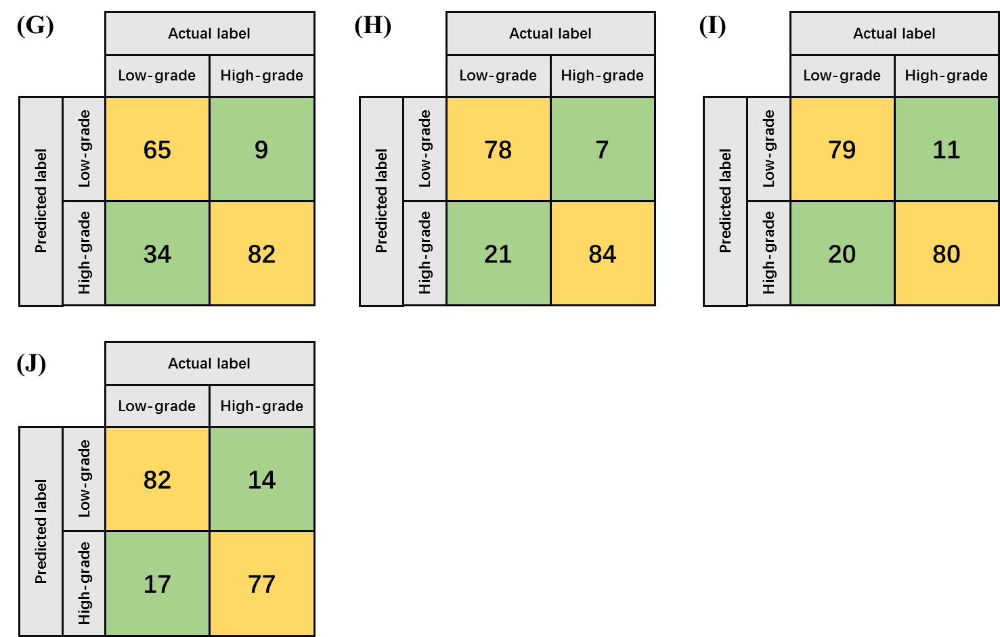 (G)
Actual label
Low-grade High-grade
Predicted label
Low-grade
65 9
High-grade
34 82
(H)
Actual label
Low-grade High-grade
Predicted label
Low-grade
78 7
High-grade
21 84
(I)
Actual label
Low-grade High-grade
Predicted label
Low-grade
79 11
High-grade
20 80
(J)
Actual label
Low-grade High-grade
Predicted label
Low-grade
82 14
High-grade
17 77